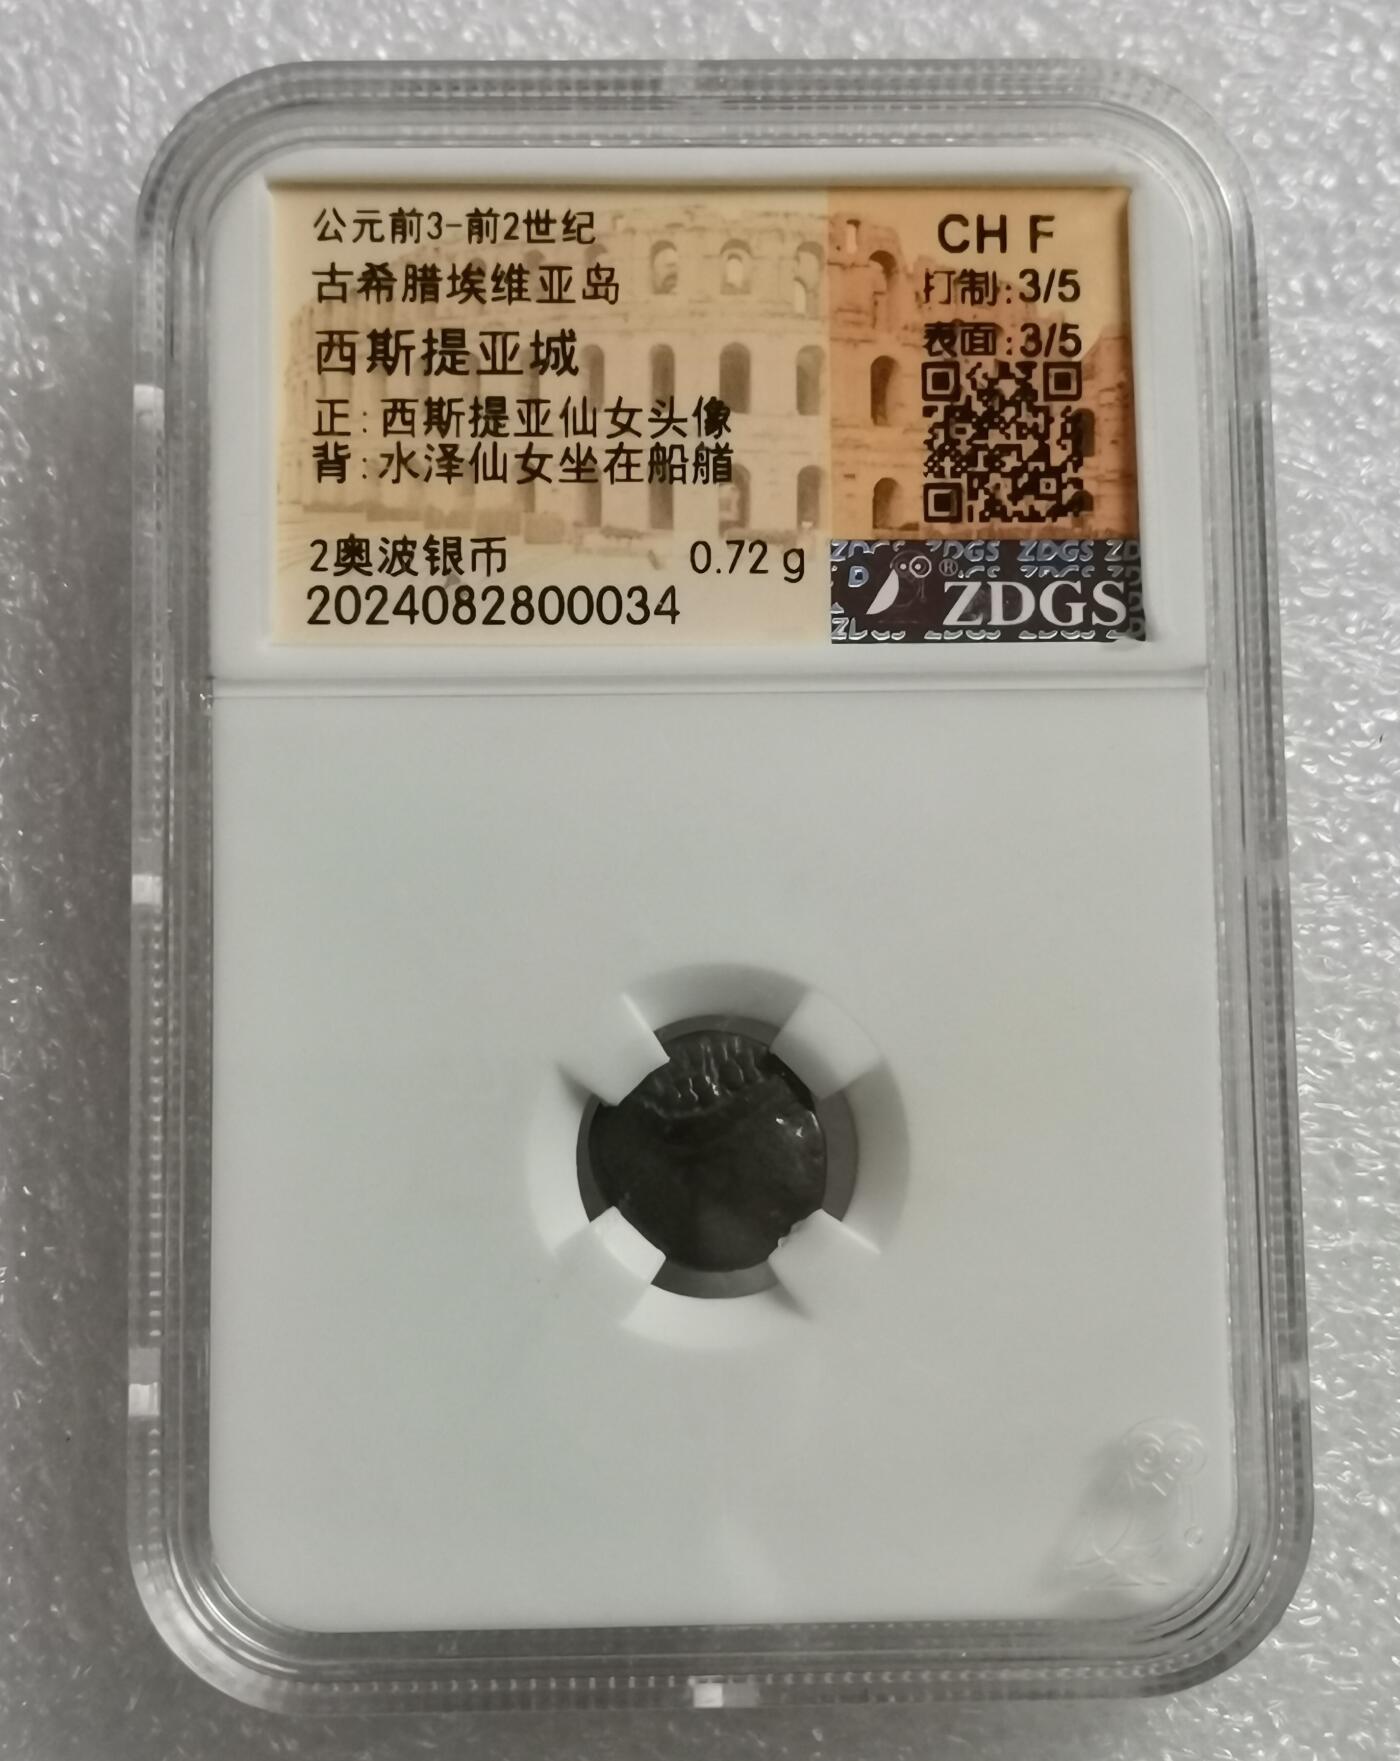 公元前3-前2世纪
古希腊埃维亚岛
西斯提亚城
正:西斯提亚仙女头像
背:水泽仙女坐在船艏
2奥波银币 0.72 g
2024082800034
CH F
打制:3/5
表面:3/5
ZDGS